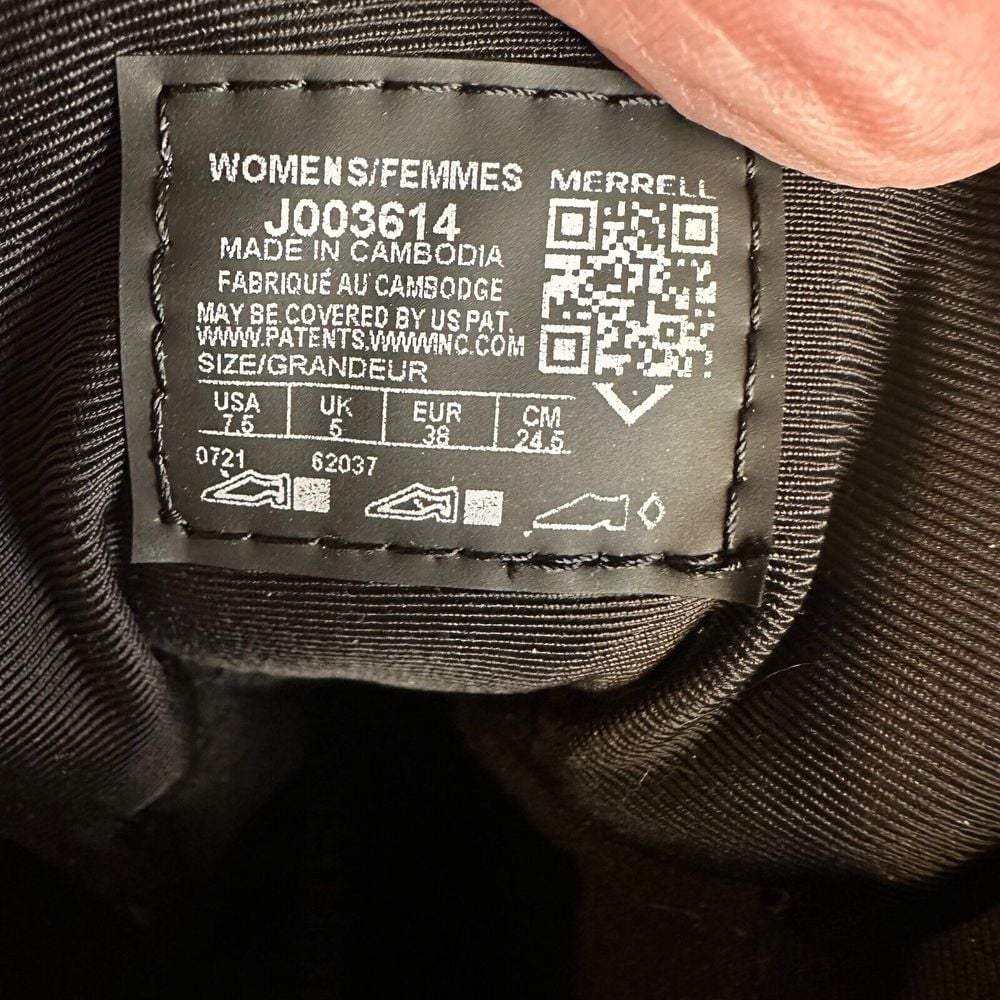 WOMENS/FEMMES
MERRELL
J003614
MADE IN CAMBODIA
FABRIQUÉ AU CAMBODGE
MAY BE COVERED BY US PAT.
WWW.PATENTS.WWWINC.COM
SIZE/GRANDEUR
USA UK EUR CM
7.5 5 38 24.5
0721 62037